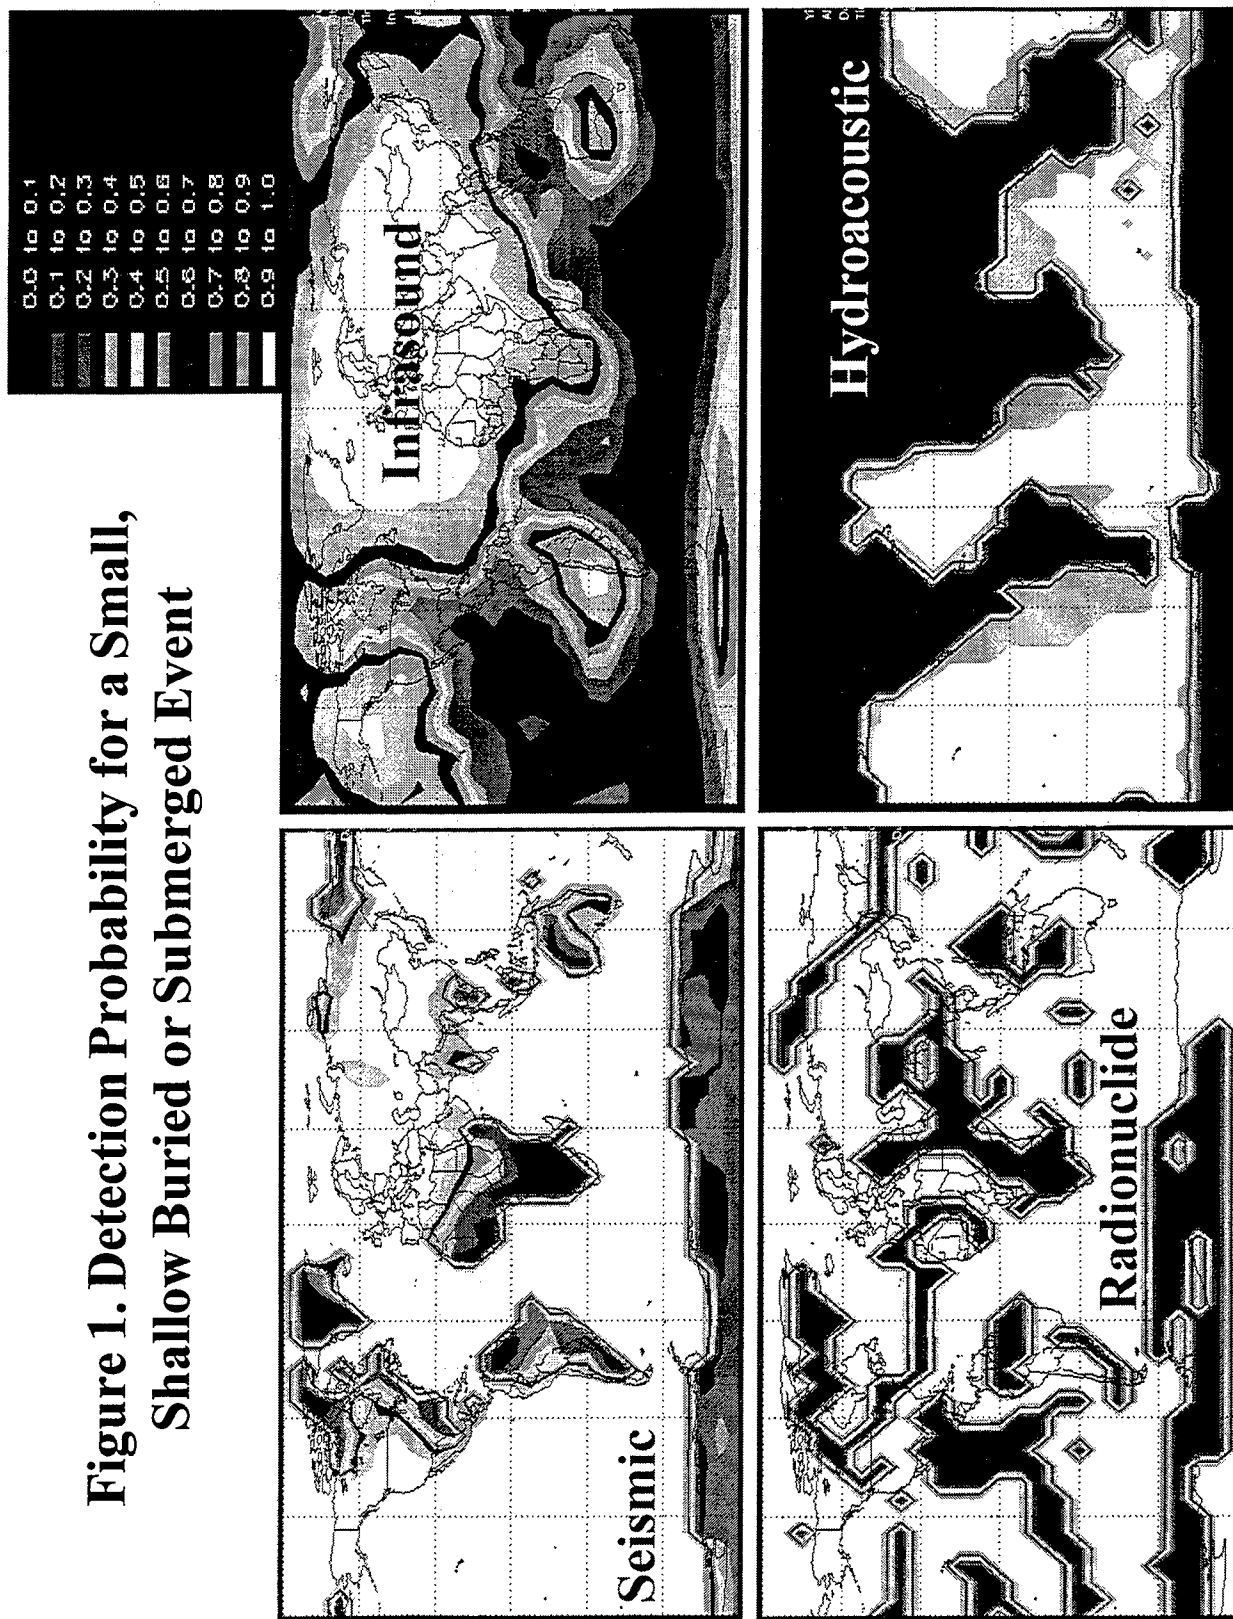 Figure 1. Detection Probability for a Small,
Shallow Buried or Submerged Event
0.0 to 0.1
0.1 to 0.2
0.2 to 0.3
0.3 to 0.4
0.4 to 0.5
0.5 to 0.6
0.6 to 0.7
0.7 to 0.8
0.8 to 0.9
0.9 to 1.0
Seismic
Infrasound
Radionuclide
Hydroacoustic